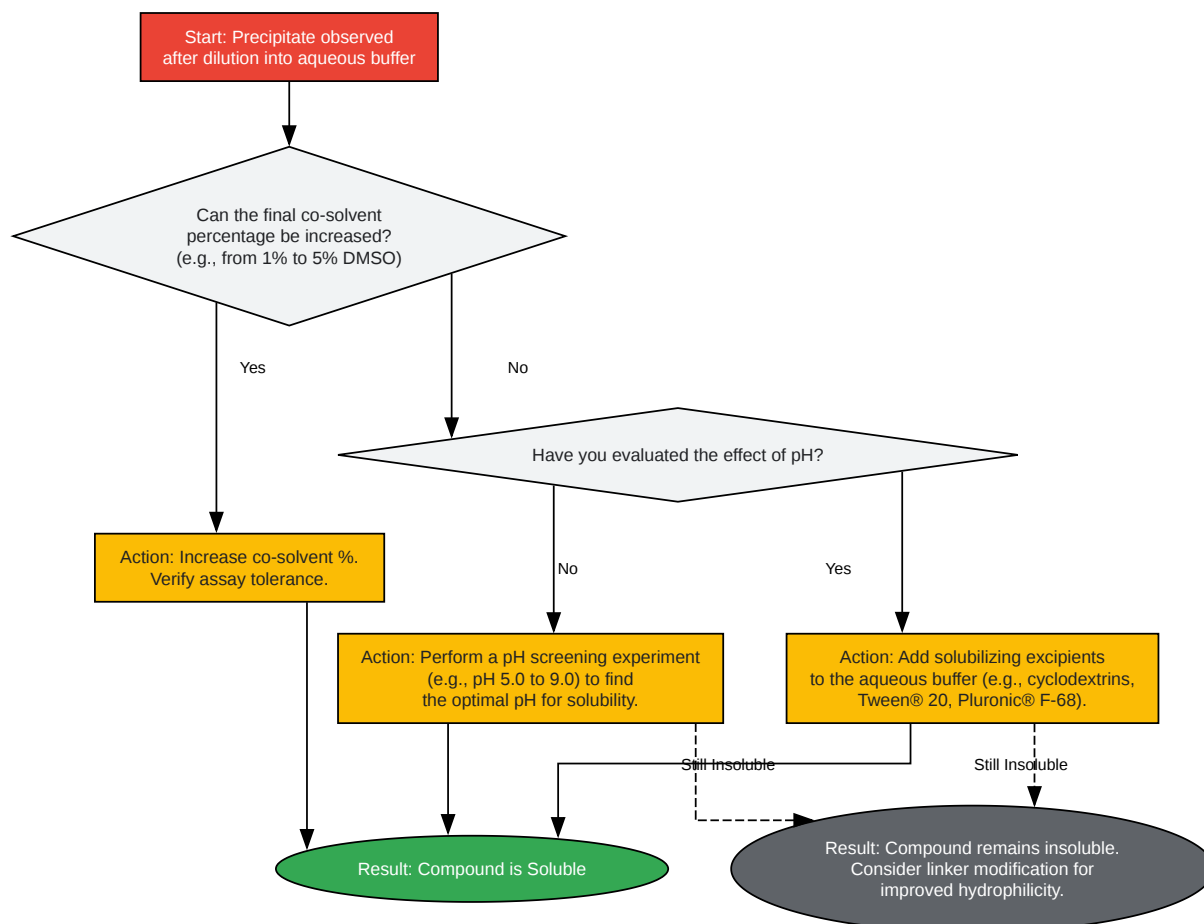 Start: Precipitate observed
after dilution into aqueous buffer
Can the final co-solvent
percentage be increased?
(e.g., from 1% to 5% DMSO)
Yes
No
Have you evaluated the effect of pH?
Action: Increase co-solvent %.
Verify assay tolerance.
No
Yes
Action: Perform a pH screening experiment
(e.g., pH 5.0 to 9.0) to find
the optimal pH for solubility.
Action: Add solubilizing excipients
to the aqueous buffer (e.g., cyclodextrins,
Tween® 20, Pluronic® F-68).
Still Insoluble
Still Insoluble
Result: Compound is Soluble
Result: Compound remains insoluble.
Consider linker modification for
improved hydrophilicity.